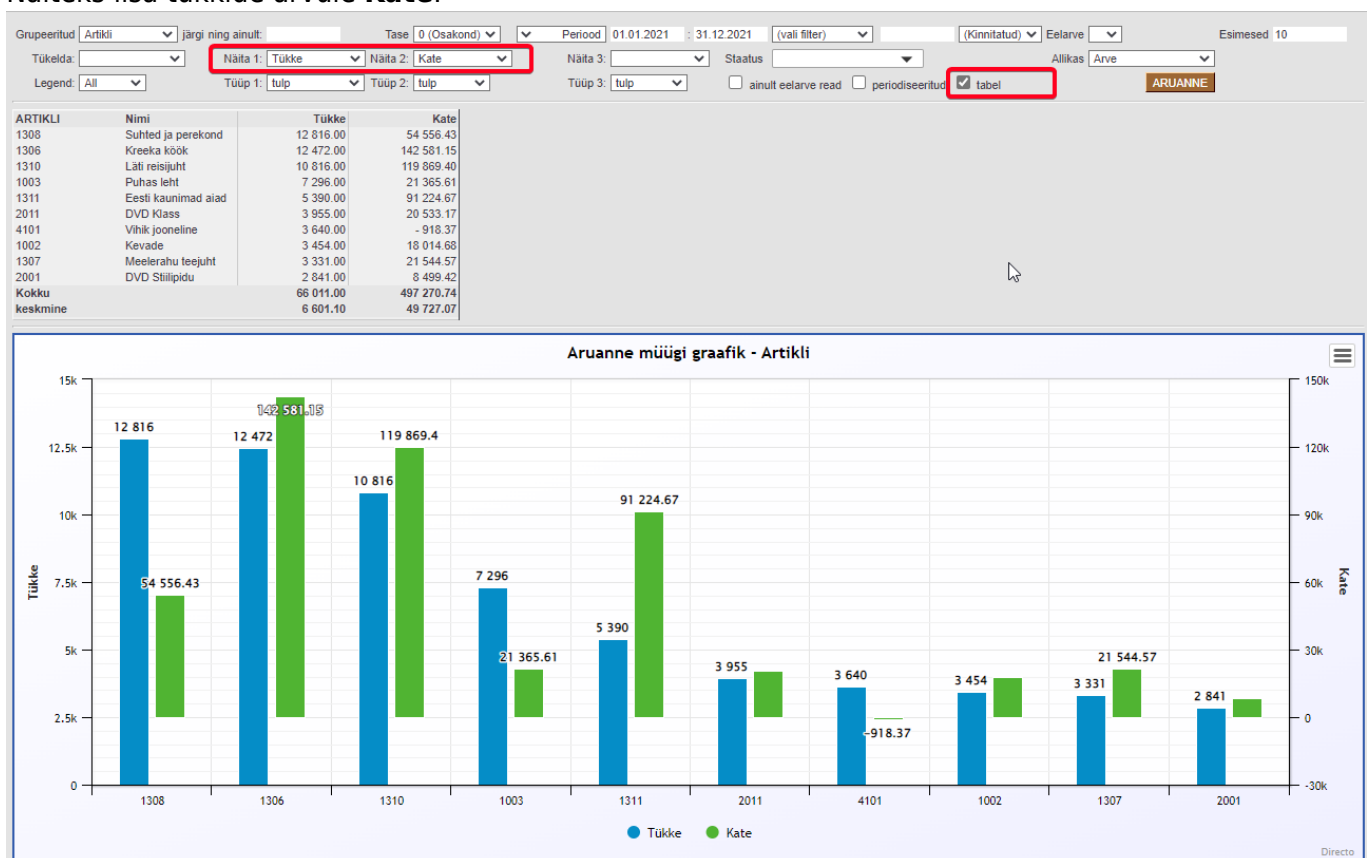 Grupeeritud Artikli järgi ning ainult: Tase 0 (Osakond) Periood 01.01.2021 : 31.12.2021 (vali filter) (Kinnitatud) Eelarve Esimesed 10
Tükelda: Näita 1: Tükke Näita 2: Kate Näita 3: Staatus Allikas Arve
Legend: All Tüüp 1: tulp Tüüp 2: tulp Tüüp 3: tulp ainult eelarve read periodiseeritud tabel ARUANNE
ARTIKLI Nimi Tükke Kate
1308 Suhted ja perekond 12 816.00 54 556.43
1306 Kreeka köök 12 472.00 142 581.15
1310 Läti reisijuht 10 816.00 119 869.40
1003 Puhas leht 7 296.00 21 365.61
1311 Eesti kaunimad aiad 5 390.00 91 224.67
2011 DVD Klass 3 955.00 20 533.17
4101 Vihik jooneline 3 640.00 - 918.37
1002 Kevade 3 454.00 18 014.68
1307 Meelerahu teejuht 3 331.00 21 544.57
2001 DVD Stiilipidu 2 841.00 8 499.42
Kokku 66 011.00 497 270.74
keskmine 6 601.10 49 727.07
Aruanne müügi graafik - Artikli
15k 150k
142 581.15
12 816 12 472 119 869.4
12.5k 120k
10 816 91 224.67
10k 90k
7 296
7.5k 54 556.43 60k
Tükke Kate
5 390
5k 21 365.61 21 544.57 30k
3 955 3 640 3 454 3 331 2 841
2.5k 0
-918.37
0 -30k
1308 1306 1310 1003 1311 2011 4101 1002 1307 2001
Tükke Kate
Directo